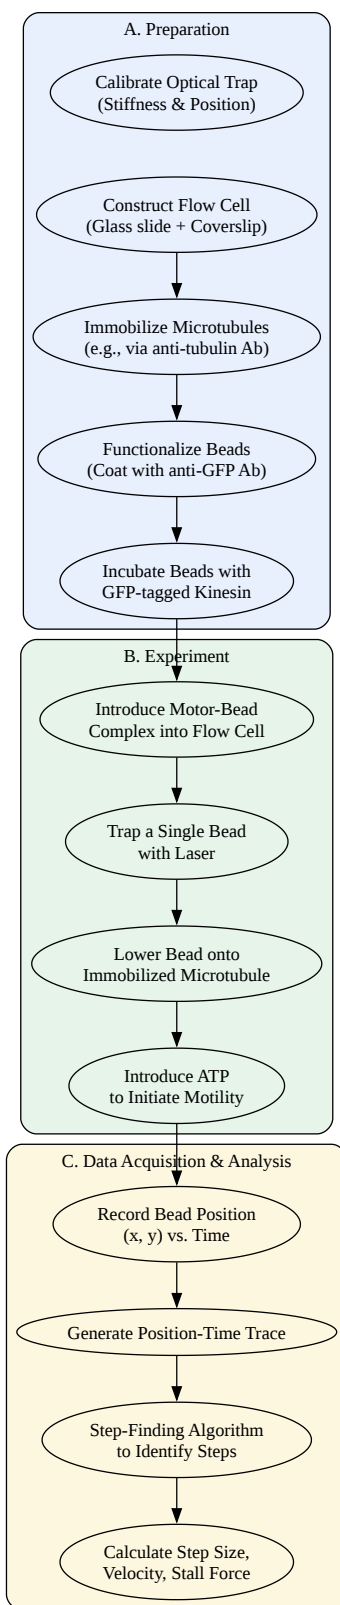 A. Preparation
Calibrate Optical Trap
(Stiffness & Position)
Construct Flow Cell
(Glass slide + Coverslip)
Immobilize Microtubules
(e.g., via anti-tubulin Ab)
Functionalize Beads
(Coat with anti-GFP Ab)
Incubate Beads with
GFP-tagged Kinesin
B. Experiment
Introduce Motor-Bead
Complex into Flow Cell
Trap a Single Bead
with Laser
Lower Bead onto
Immobilized Microtubule
Introduce ATP
to Initiate Motility
C. Data Acquisition & Analysis
Record Bead Position
(x, y) vs. Time
Generate Position-Time Trace
Step-Finding Algorithm
to Identify Steps
Calculate Step Size,
Velocity, Stall Force